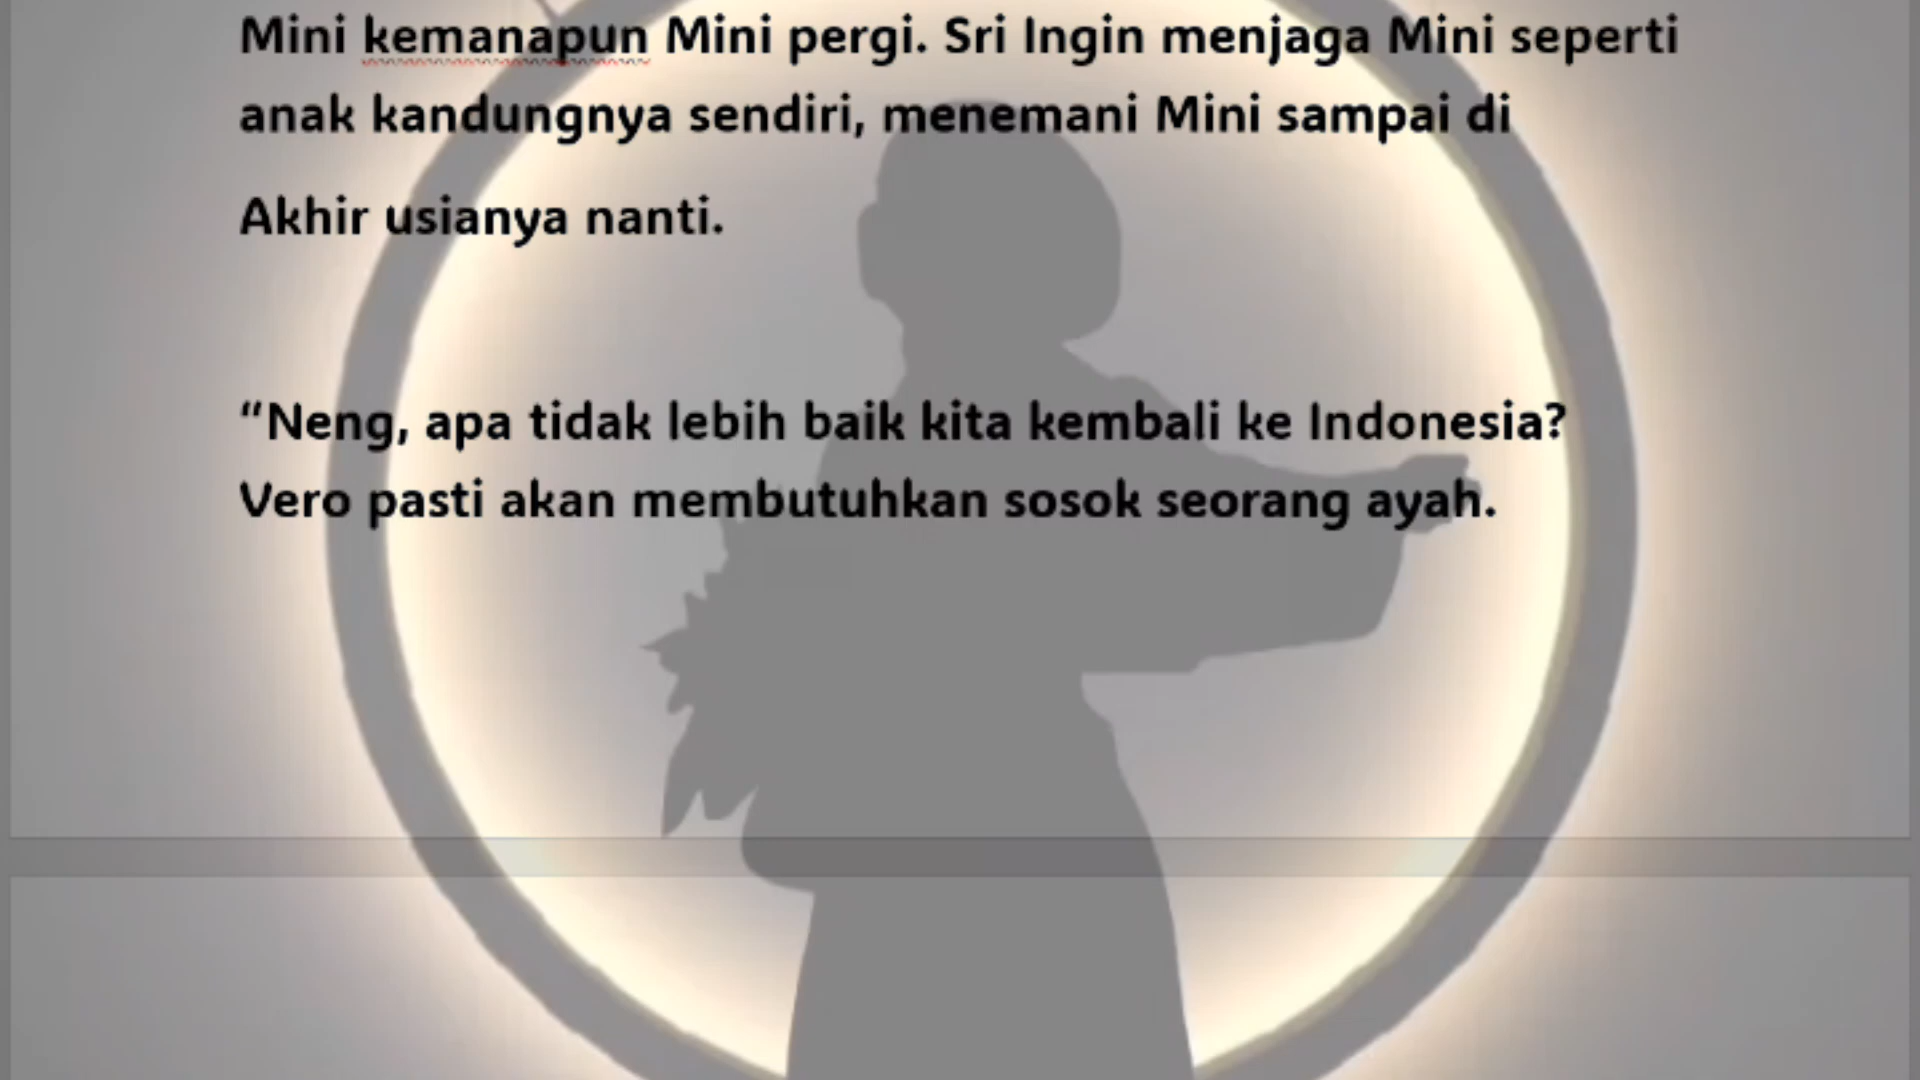 Mini kemanapun Mini pergi. Sri Ingin menjaga Mini seperti
anak kandungnya sendiri, menemani Mini sampai di
Akhir usianya nanti.
“Neng, apa tidak lebih baik kita kembali ke Indonesia?
Vero pasti akan membutuhkan sosok seorang ayah.